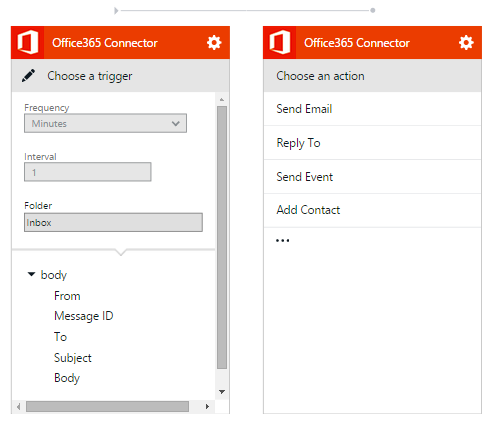 Office365 Connector
Choose a trigger
Frequency
Minutes
Interval
1
Folder
Inbox
body
From
Message ID
To
Subject
Body
Office365 Connector
Choose an action
Send Email
Reply To
Send Event
Add Contact
...